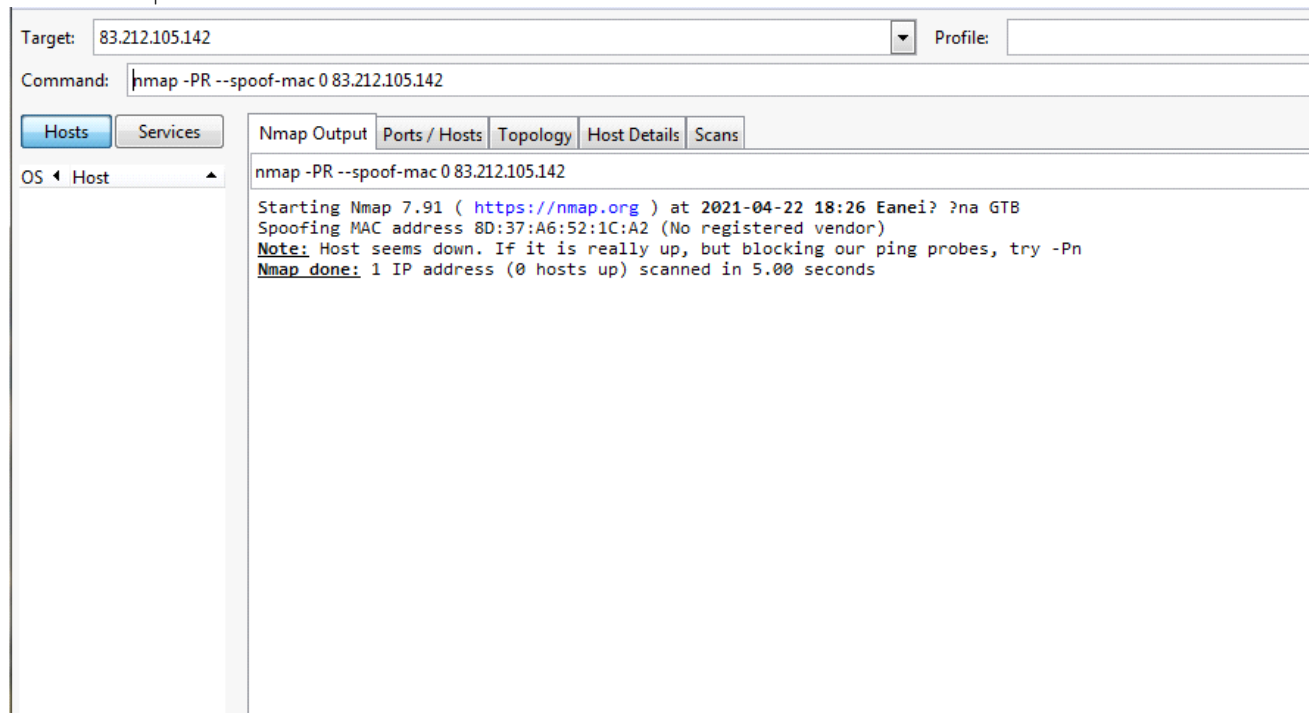 Target: 83.212.105.142 Profile:
Command: nmap -PR --spoof-mac 0 83.212.105.142
Hosts Services Nmap Output Ports / Hosts Topology Host Details Scans
OS Host nmap -PR --spoof-mac 0 83.212.105.142
Starting Nmap 7.91 ( https://nmap.org ) at 2021-04-22 18:26 Eanei? ?na GTB
Spoofing MAC address 8D:37:A6:52:1C:A2 (No registered vendor)
Note: Host seems down. If it is really up, but blocking our ping probes, try -Pn
Nmap done: 1 IP address (0 hosts up) scanned in 5.00 seconds